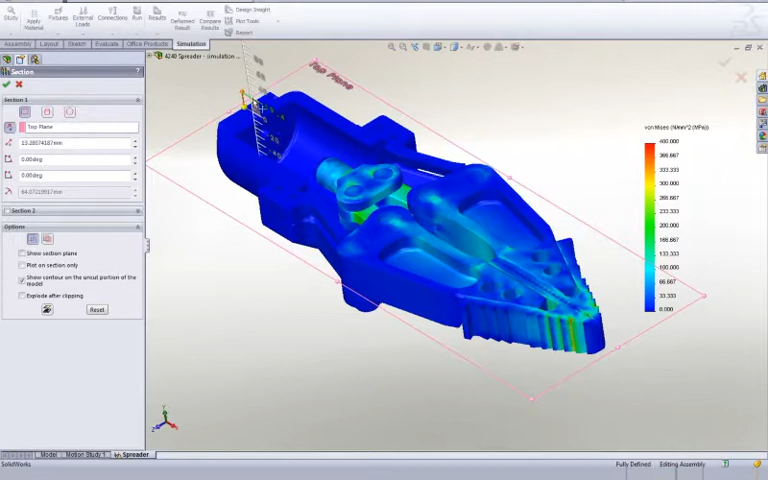 Study
Apply Material
Fixtures
External Loads
Connections
Run
Results
Deformed Result
Compare Results
Design Insight
Plot Tools
Assembly Layout Sketch Evaluate Office Products Simulation
4240 Spreader - simulation
Section
Section 1
Top Plane
13.28074187mm
0.00deg
0.00deg
64.07219917mm
Section 2
Options
Show section plane
Plot on section only
Show contour on the uncut portion of the model
Explode after clipping
Reset
Top Plane
von Mises (N/mm^2 (MPa))
400.000
366.667
333.333
300.000
266.667
233.333
200.000
166.667
133.333
100.000
66.667
33.333
0.000
Model Motion Study 1 Spreader
SolidWorks
Fully Defined
Editing Assembly